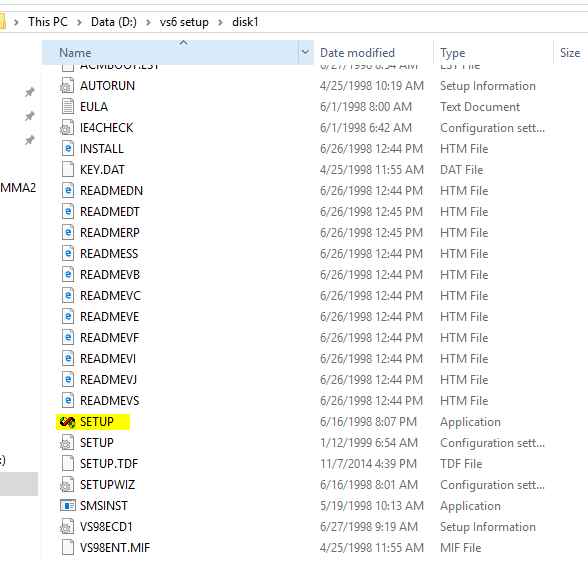 This PC > Data (D:) > vs6 setup > disk1
Name Date modified Type Size
ACMBOOT.LST 6/27/1998 8:54 AM LST File
AUTORUN 4/25/1998 10:19 AM Setup Information
EULA 6/1/1998 8:00 AM Text Document
IE4CHECK 6/1/1998 6:42 AM Configuration sett...
INSTALL 6/26/1998 12:44 PM HTM File
KEY.DAT 4/25/1998 11:55 AM DAT File
READMEDN 6/26/1998 12:44 PM HTM File
MMA2
READMEDT 6/26/1998 12:45 PM HTM File
READMERP 6/26/1998 12:45 PM HTM File
READMESS 6/26/1998 12:44 PM HTM File
READMEVB 6/26/1998 12:44 PM HTM File
READMEVC 6/26/1998 12:44 PM HTM File
READMEVE 6/26/1998 12:44 PM HTM File
READMEVF 6/26/1998 12:44 PM HTM File
READMEVI 6/26/1998 12:44 PM HTM File
READMEVJ 6/26/1998 12:44 PM HTM File
READMEVS 6/26/1998 12:44 PM HTM File
SETUP 6/16/1998 8:07 PM Application
SETUP 1/12/1999 6:54 AM Configuration sett...
:)
SETUP.TDF 11/7/2014 4:39 PM TDF File
SETUPWIZ 6/16/1998 8:01 AM Configuration sett...
SMSINST 5/19/1998 10:13 AM Application
VS98ECD1 6/27/1998 9:19 AM Setup Information
VS98ENT.MIF 4/25/1998 11:55 AM MIF File